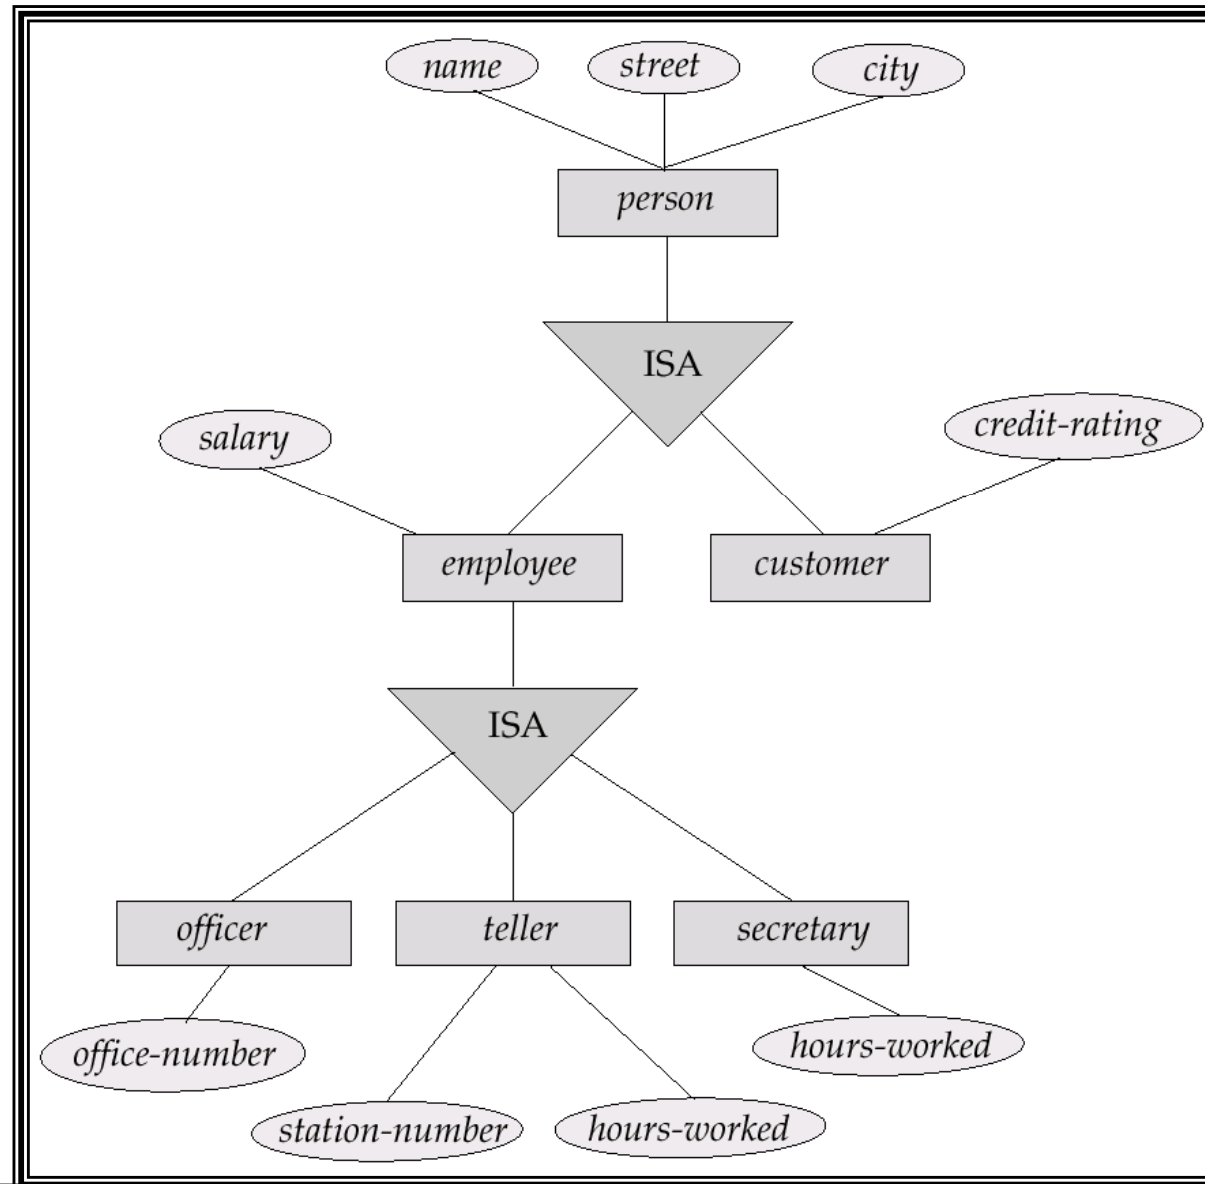 name
street
city
person
ISA
salary
credit-rating
employee
customer
ISA
officer
teller
secretary
office-number
hours-worked
station-number
hours-worked